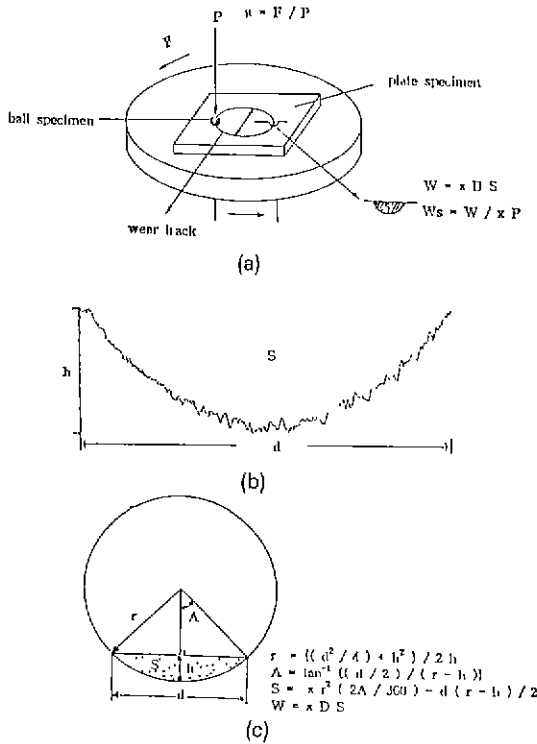 P
μ = F / P
F
plate specimen
ball specimen
W = π D S
Ws = W / x P
wear track
(a)
h
S
d
(b)
r
A
S
h
d
r = {( d² / 4 ) + h² ) / 2 h
A = tan⁻¹ {( d / 2 ) / ( r - h )}
S = π r² ( 2A / 360 ) - d ( r - h ) / 2
W = π D S
(c)